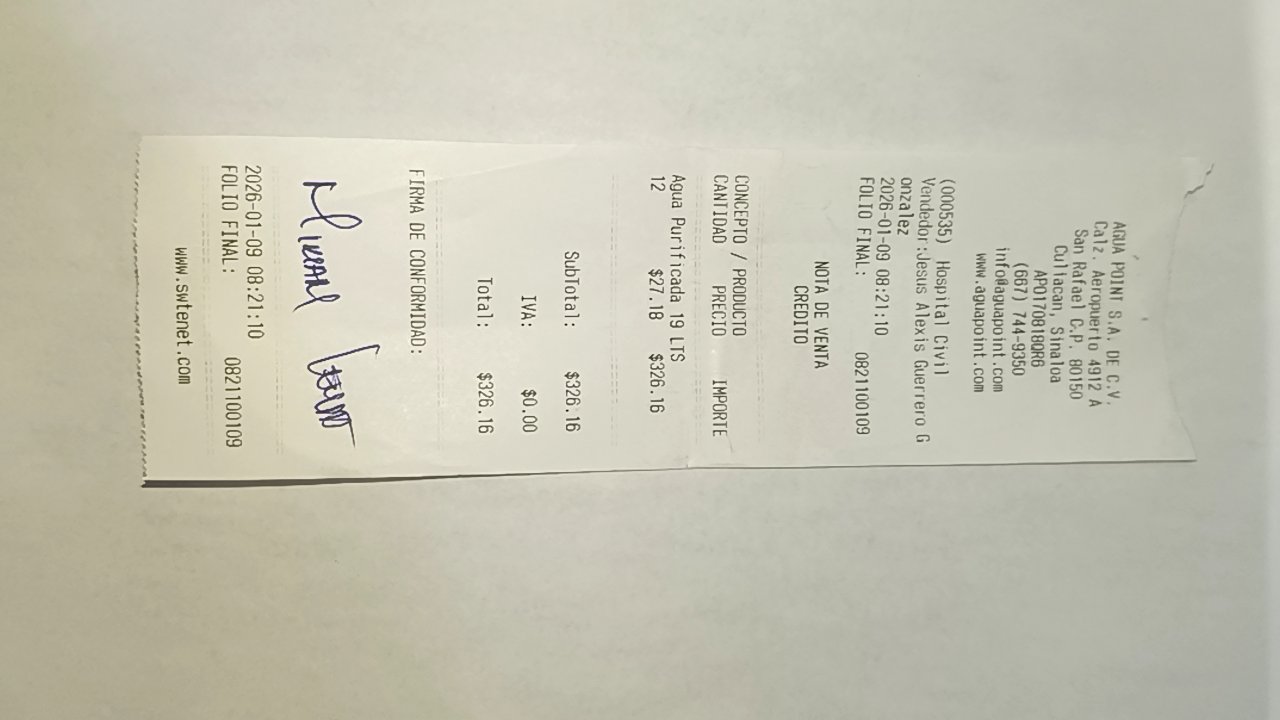 AGUA POINT S.A. DE C.V.
Calz. Aeropuerto 4912 A
San Rafael C.P. 80150
Culiacan, Sinaloa
APO170818QR6
(667) 744-9350
info@aguapoint.com
www.aguapoint.com
(000535) Hospital Civil
Vendedor:Jesus Alexis Guerrero G
onzalez
2026-01-09 08:21:10
FOLIO FINAL: 0821100109
NOTA DE VENTA
CREDITO
CONCEPTO / PRODUCTO
CANTIDAD PRECIO IMPORTE
Agua Purificada 19 LTS
12 $27.18 $326.16
SubTotal: $326.16
IVA: $0.00
Total: $326.16
FIRMA DE CONFORMIDAD:
2026-01-09 08:21:10
FOLIO FINAL: 0821100109
www.swtenet.com